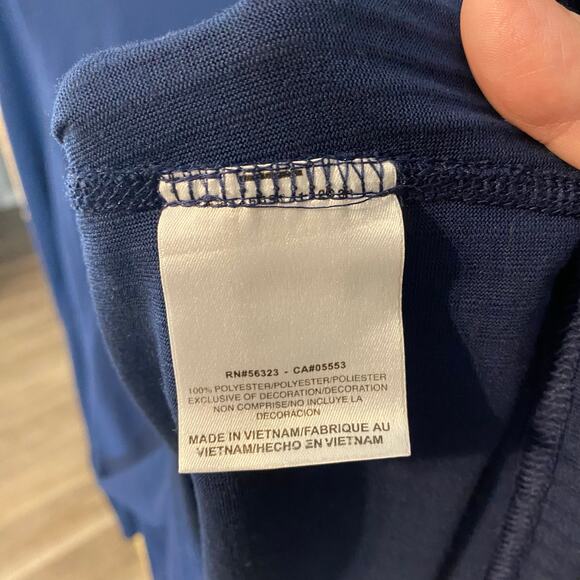 RN#56323 - CA#05553
100% POLYESTER/POLYESTER/POLIESTER
EXCLUSIVE OF DECORATION/DECORATION
NON COMPRISE/NO INCLUYE LA
DECORACION
MADE IN VIETNAM/FABRIQUE AU
VIETNAM/HECHO EN VIETNAM